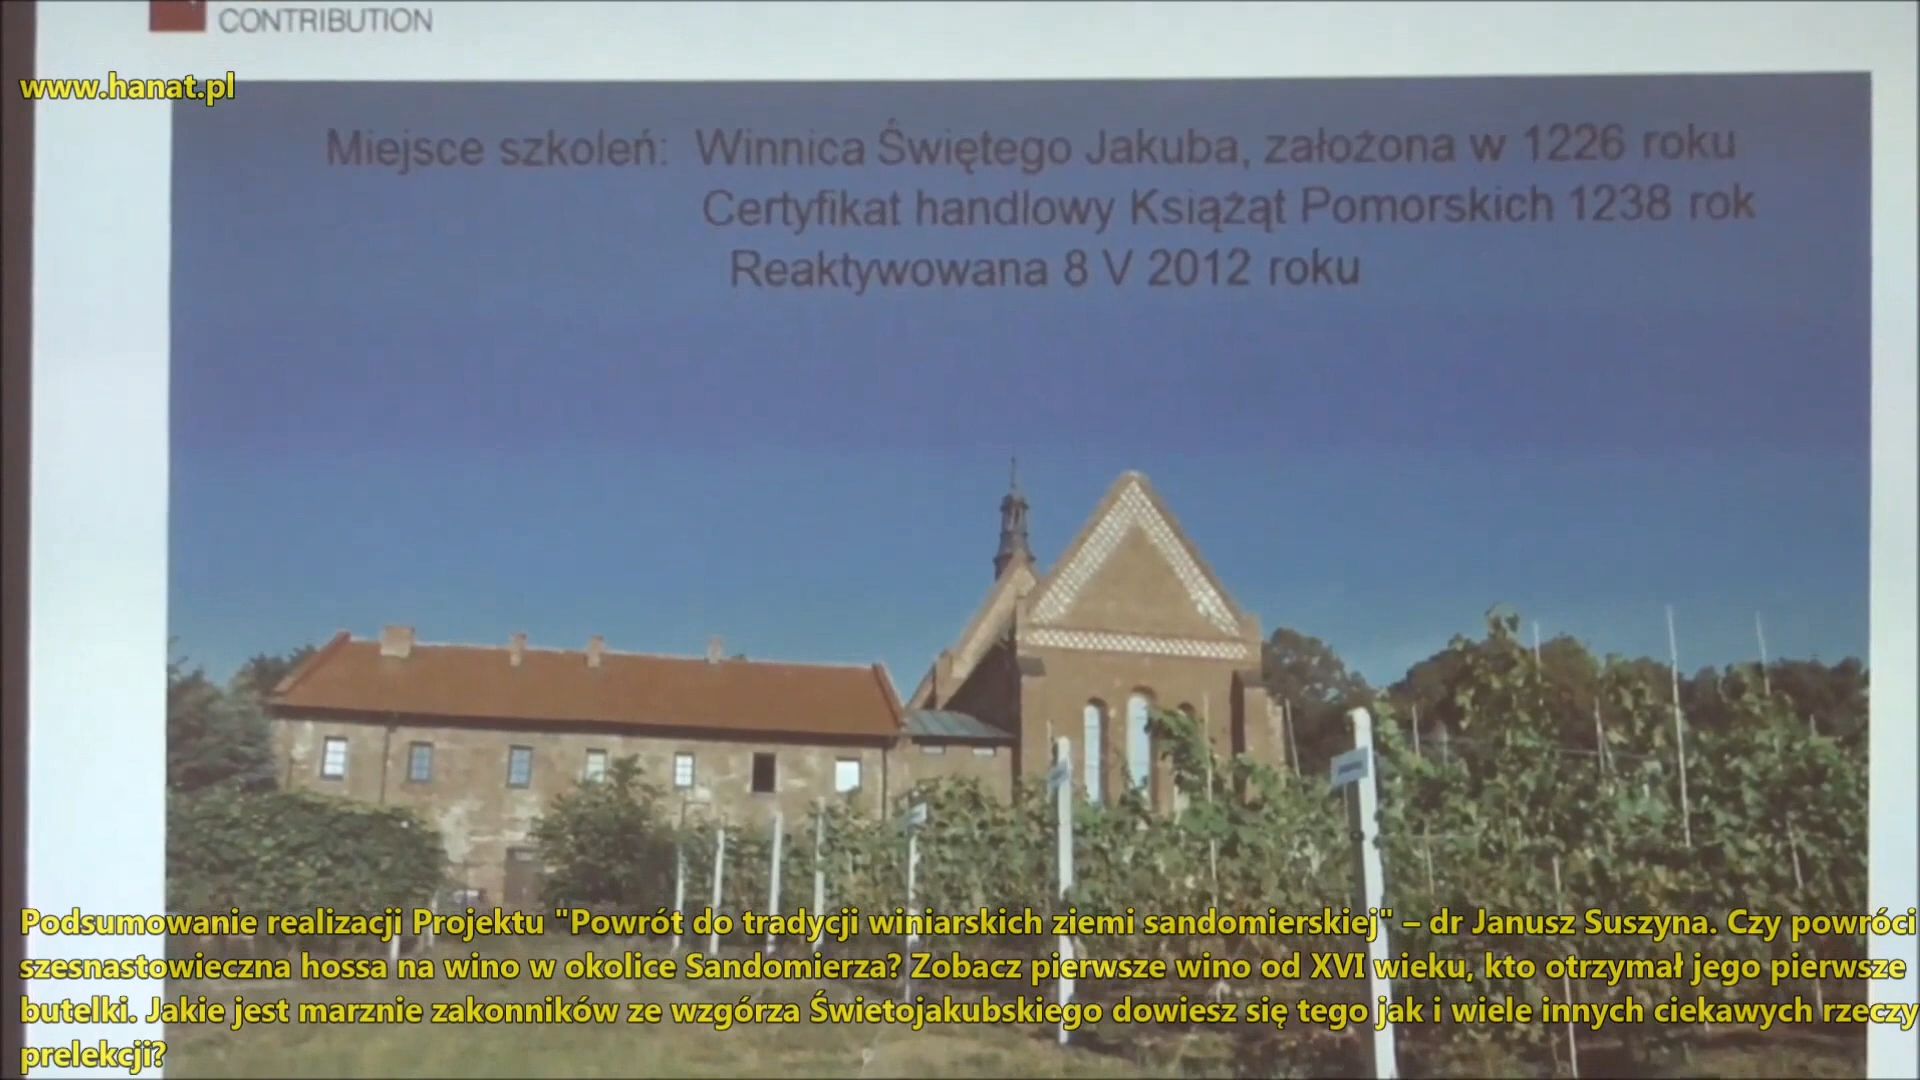 CONTRIBUTION
www.hanat.pl
Miejsce szkoleń: Winnica Świętego Jakuba, założona w 1226 roku
Certyfikat handlowy Książąt Pomorskich 1238 rok
Reaktywowana 8 V 2012 roku
Podsumowanie realizacji Projektu "Powrót do tradycji winiarskich ziemi sandomierskiej" – dr Janusz Suszyna. Czy powróci
szesnastowieczna hossa na wino w okolice Sandomierza? Zobacz pierwsze wino od XVI wieku, kto otrzymał jego pierwsze
butelki. Jakie jest marznie zakonników ze wzgórza Świetojakubskiego dowiesz się tego jak i wiele innych ciekawych rzeczy
prelekcji?